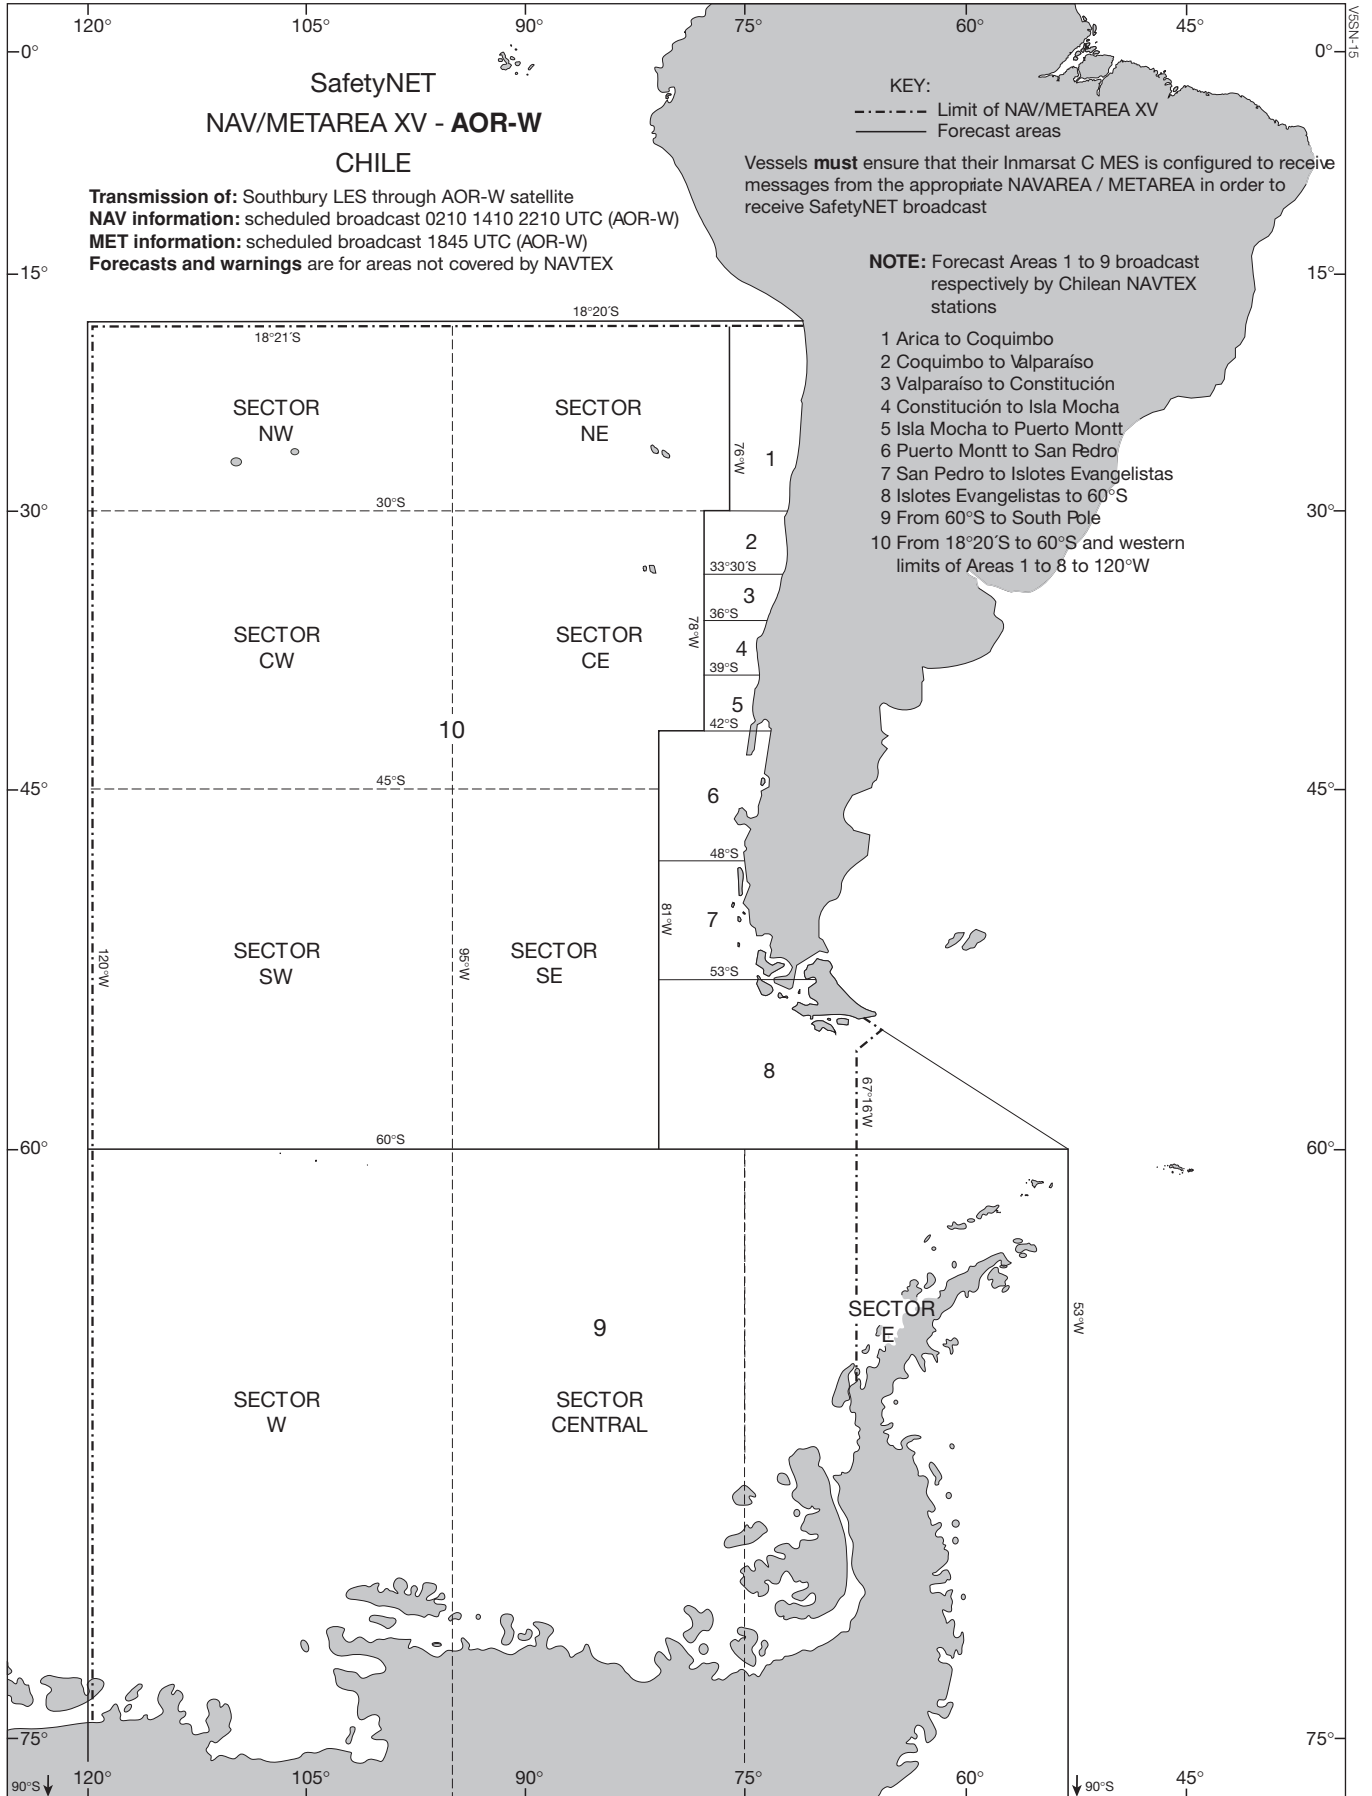 120° 105° 90° 75° 60° 45°
V5SN-15
0° 0°
SafetyNET
NAV/METAREA XV - AOR-W
CHILE
Transmission of: Southbury LES through AOR-W satellite
NAV information: scheduled broadcast 0210 1410 2210 UTC (AOR-W)
MET information: scheduled broadcast 1845 UTC (AOR-W)
Forecasts and warnings are for areas not covered by NAVTEX
KEY:
Limit of NAV/METAREA XV
Forecast areas
Vessels must ensure that their Inmarsat C MES is configured to receive
messages from the appropriate NAVAREA / METAREA in order to
receive SafetyNET broadcast
15° 15°
NOTE: Forecast Areas 1 to 9 broadcast
respectively by Chilean NAVTEX
stations
1 Arica to Coquimbo
2 Coquimbo to Valparaíso
3 Valparaíso to Constitución
4 Constitución to Isla Mocha
5 Isla Mocha to Puerto Montt
6 Puerto Montt to San Pedro
7 San Pedro to Islotes Evangelistas
8 Islotes Evangelistas to 60°S
9 From 60°S to South Pole
10 From 18°20´S to 60°S and western
limits of Areas 1 to 8 to 120°W
18°20´S
18°21´S
SECTOR
NW
SECTOR
NE
76°W
1
30° 30°S 30°
2
33°30´S
3
36°S
78°W
SECTOR
CW
SECTOR
CE
4
39°S
5
42°S
10
45° 45°S 45°
6
48°S
81°W
7
120°W
SECTOR
SW
95°W
SECTOR
SE
53°S
8
67°16´W
60° 60°S 60°
9
SECTOR
E
53°W
SECTOR
W
SECTOR
CENTRAL
75° 75°
90°S 120° 105° 90° 75° 60° 90°S 45°